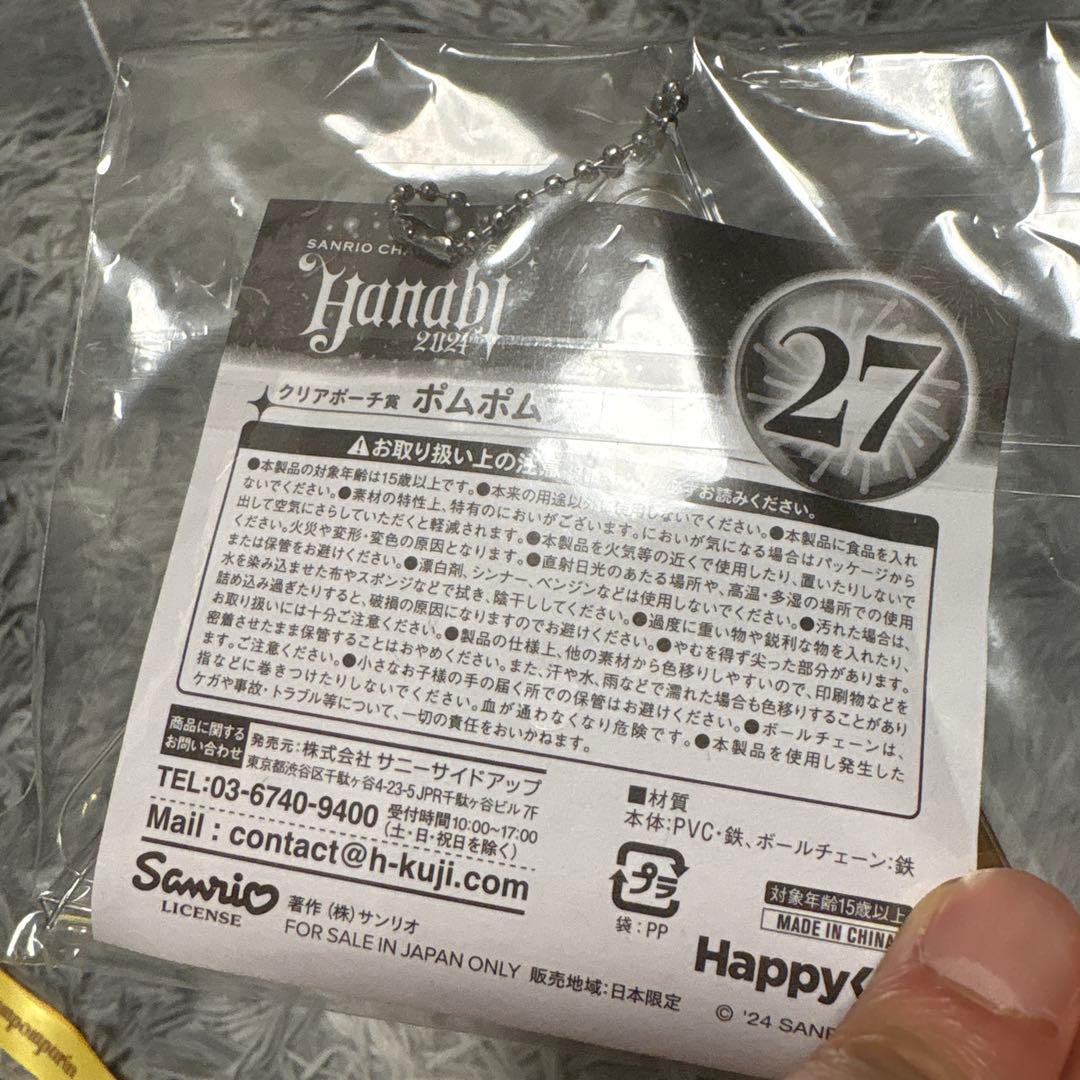 SANRIO CHA
Hanabi
2024
27
クリアポーチ賞 ポムポム
お取り扱い上の注意 お読みください。
●本製品の対象年齢は15歳以上です。●本来の用途以外 使用しないでください。●本製品に食品を入れ
ないでください。●素材の特性上、特有のにおいがございます。においが気になる場合はパッケージから
出して空気にさらしていただくと軽減されます。●本製品を火気等の近くで使用したり、置いたりしないで
ください。火災や変形・変色の原因となります。●直射日光のあたる場所や、高温・多湿の場所での使用
または保管をお避けください。●漂白剤、シンナー、ベンジンなどは使用しないでください。●汚れた場合は、
水を染み込ませた布やスポンジなどで拭き、陰干ししてください。●過度に重い物や鋭利な物を入れたり、
詰め込み過ぎたりすると、破損の原因になりますのでお避けください。●やむを得ず尖った部分があります。
お取り扱いには十分ご注意ください。●製品の仕様上、他の素材から色移りしやすいので、印刷物などを
密着させたまま保管することはおやめください。また、汗や水、雨などで濡れた場合も色移りすることがあり
ます。ご注意ください。●小さなお子様の手の届く所での保管はお避けください。●ボールチェーンは、
指などに巻きつけたりしないでください。血が通わなくなり危険です。●本製品を使用し発生した
ケガや事故・トラブル等について、一切の責任をおいかねます。
商品に関する
お問い合わせ
発売元:株式会社 サニーサイドアップ
東京都渋谷区千駄ヶ谷4-23-5 JPR千駄ヶ谷ビル 7F
TEL:03-6740-9400 受付時間10:00~17:00
(土・日・祝日を除く)
Mail : contact@h-kuji.com
■材質
本体:PVC・鉄、ボールチェーン:鉄
プラ
袋:PP
対象年齢15歳以上
MADE IN CHINA
Sanrio
LICENSE
著作 (株)サンリオ
FOR SALE IN JAPAN ONLY 販売地域:日本限定
Happyく
© '24 SANR
ompompurin